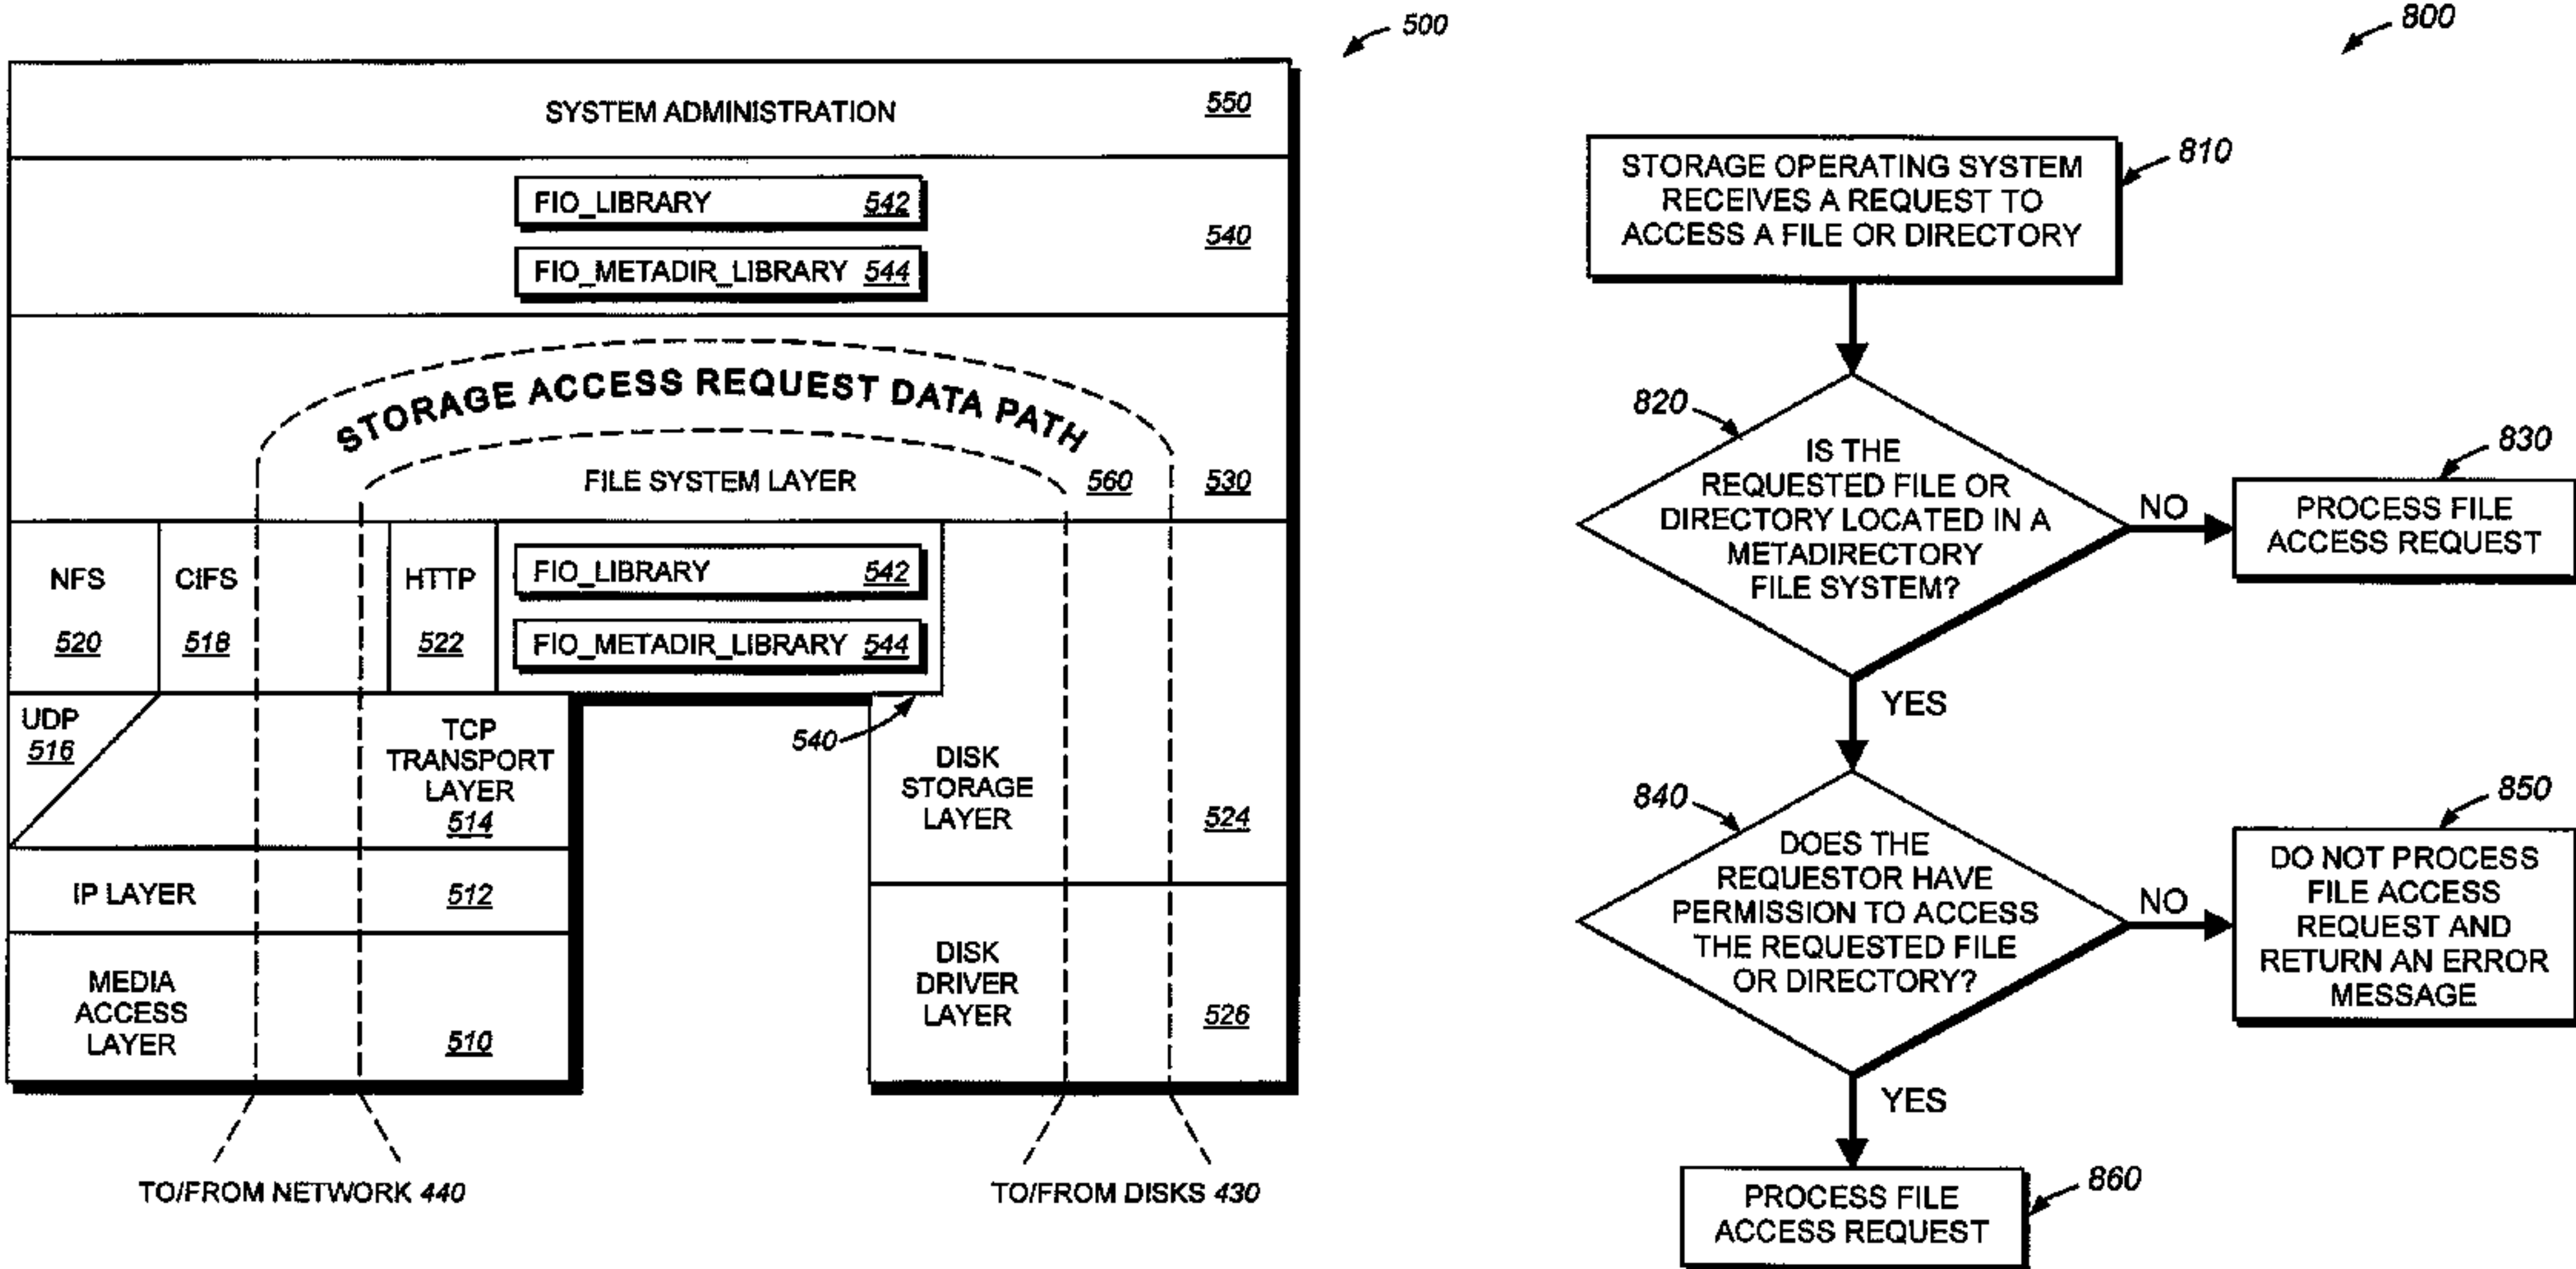 500
SYSTEM ADMINISTRATION 550
FIO_LIBRARY 542
FIO_METADIR_LIBRARY 544
540
STORAGE ACCESS REQUEST DATA PATH
FILE SYSTEM LAYER 560 530
NFS
520
CIFS
518
HTTP
522
FIO_LIBRARY 542
FIO_METADIR_LIBRARY 544
540
UDP
516
TCP
TRANSPORT
LAYER
514
DISK
STORAGE
LAYER
524
IP LAYER 512
MEDIA
ACCESS
LAYER
510
DISK
DRIVER
LAYER
526
TO/FROM NETWORK 440
TO/FROM DISKS 430
800
810
STORAGE OPERATING SYSTEM
RECEIVES A REQUEST TO
ACCESS A FILE OR DIRECTORY
820
IS THE
REQUESTED FILE OR
DIRECTORY LOCATED IN A
METADIRECTORY
FILE SYSTEM?
NO
830
PROCESS FILE
ACCESS REQUEST
YES
840
DOES THE
REQUESTOR HAVE
PERMISSION TO ACCESS
THE REQUESTED FILE
OR DIRECTORY?
NO
850
DO NOT PROCESS
FILE ACCESS
REQUEST AND
RETURN AN ERROR
MESSAGE
YES
860
PROCESS FILE
ACCESS REQUEST